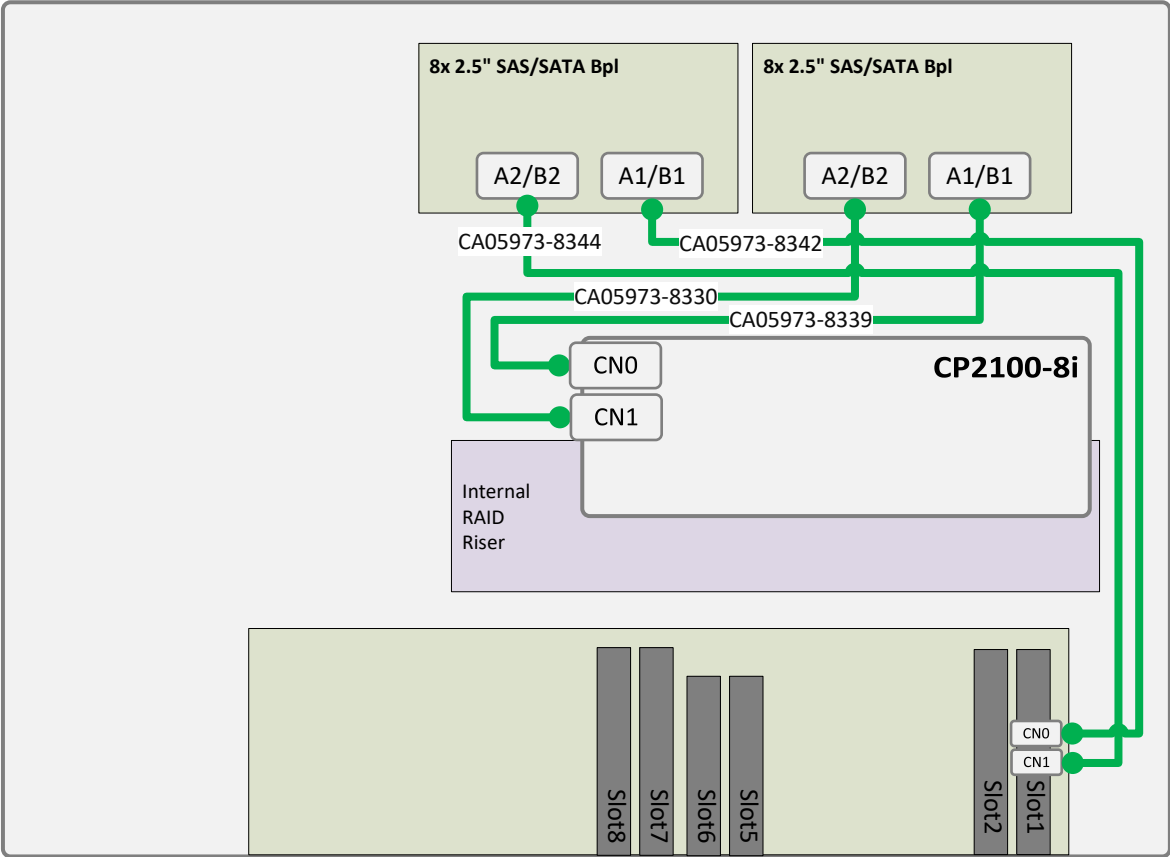 8x 2.5" SAS/SATA Bpl
8x 2.5" SAS/SATA Bpl
A2/B2
A1/B1
A2/B2
A1/B1
CA05973-8344
CA05973-8342
CA05973-8330
CA05973-8339
CN0
CP2100-8i
CN1
Internal
RAID
Riser
CN0
CN1
Slot8
Slot7
Slot6
Slot5
Slot2
Slot1